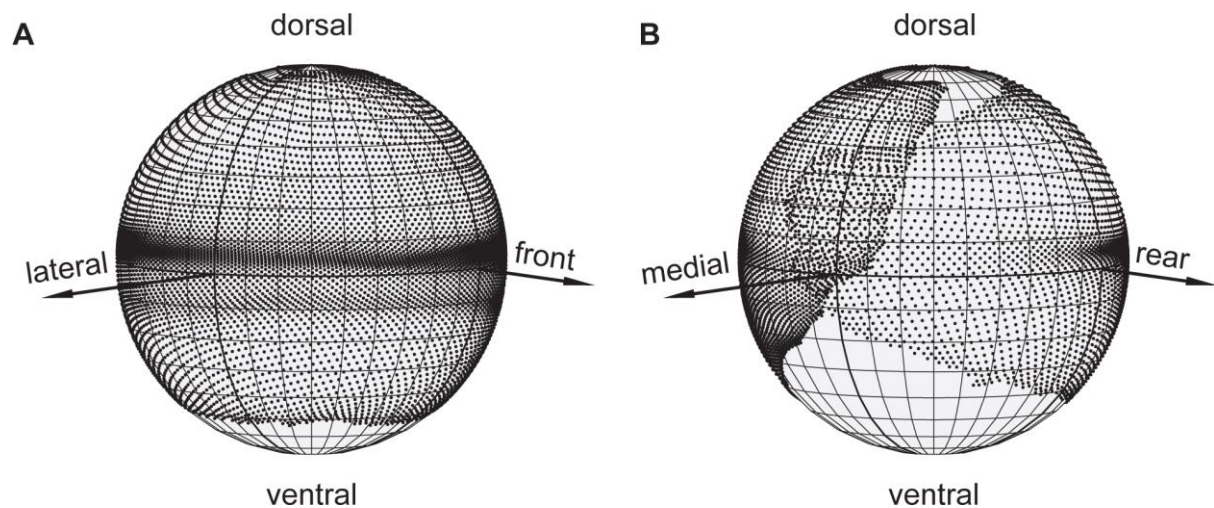 A
dorsal
lateral
front
ventral
B
dorsal
medial
rear
ventral